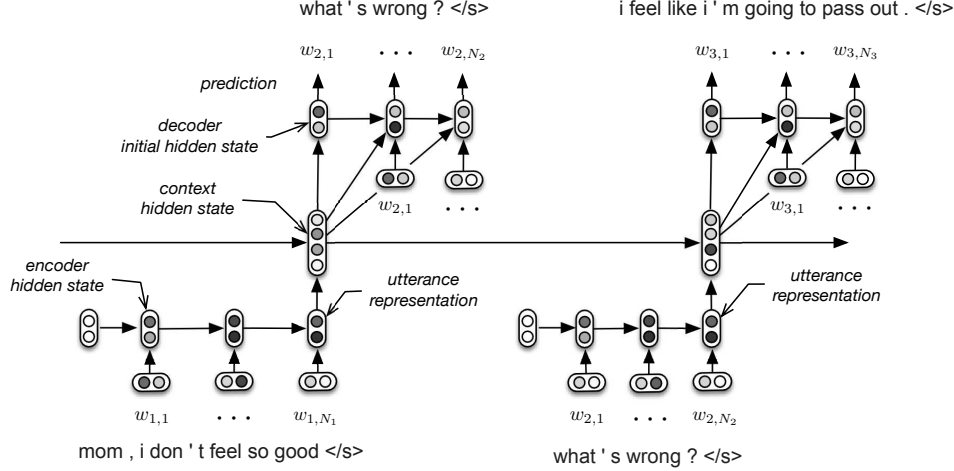 what ' s wrong ? </s>
i feel like i ' m going to pass out . </s>
w2,1 · · · w2,N2
w3,1 · · · w3,N3
prediction
decoder
initial hidden state
context
hidden state
w2,1 · · ·
w3,1 · · ·
encoder
hidden state
utterance
representation
utterance
representation
w1,1 · · · w1,N1
w2,1 · · · w2,N2
mom , i don ' t feel so good </s>
what ' s wrong ? </s>